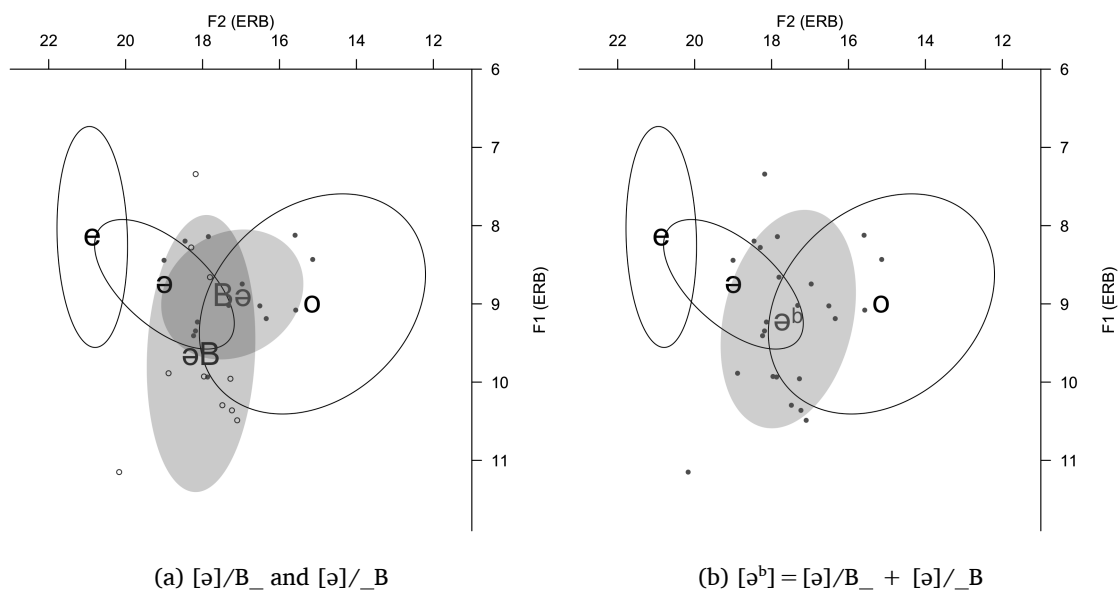 F2 (ERB)
22 20 18 16 14 12
6
7
8
9
10
11
F1 (ERB)
e
ə
Bə
o
əB
(a) [ə]/B_ and [ə]/_B
F2 (ERB)
22 20 18 16 14 12
6
7
8
9
10
11
F1 (ERB)
e
ə
o
əᵇ
(b) [əᵇ] = [ə]/B_ + [ə]/_B